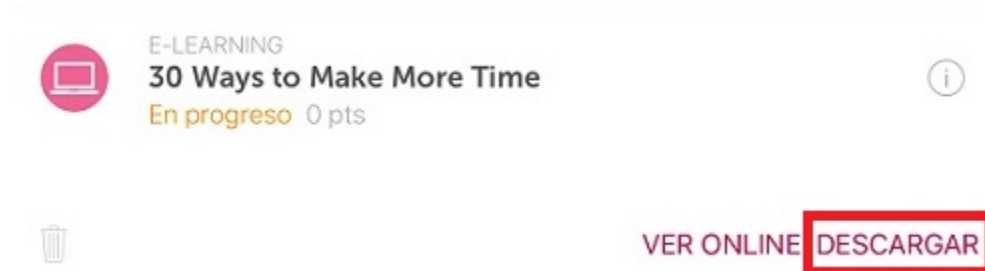 E-LEARNING
30 Ways to Make More Time
En progreso 0 pts
VER ONLINE DESCARGAR